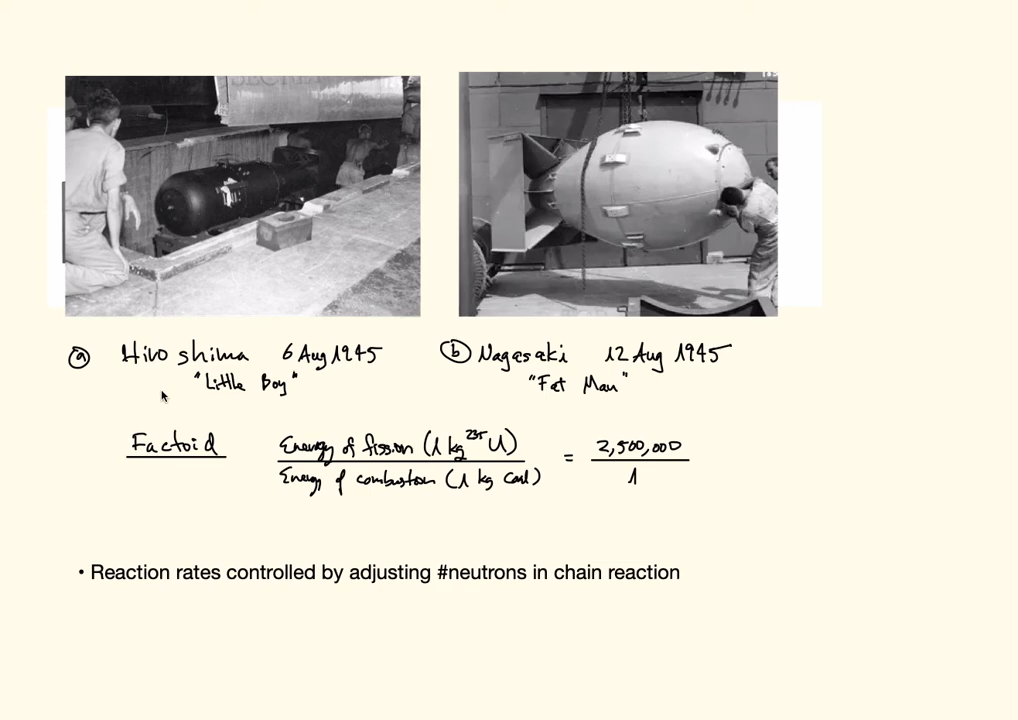 SECRET
ⓐ Hiroshima 6 Aug 1945
"Little Boy"
ⓑ Nagasaki 12 Aug 1945
"Fat Man"
Factoid
Energy of fission (1 kg ²³⁵U) / Energy of combustion (1 kg coal) = 2,500,000 / 1
• Reaction rates controlled by adjusting #neutrons in chain reaction